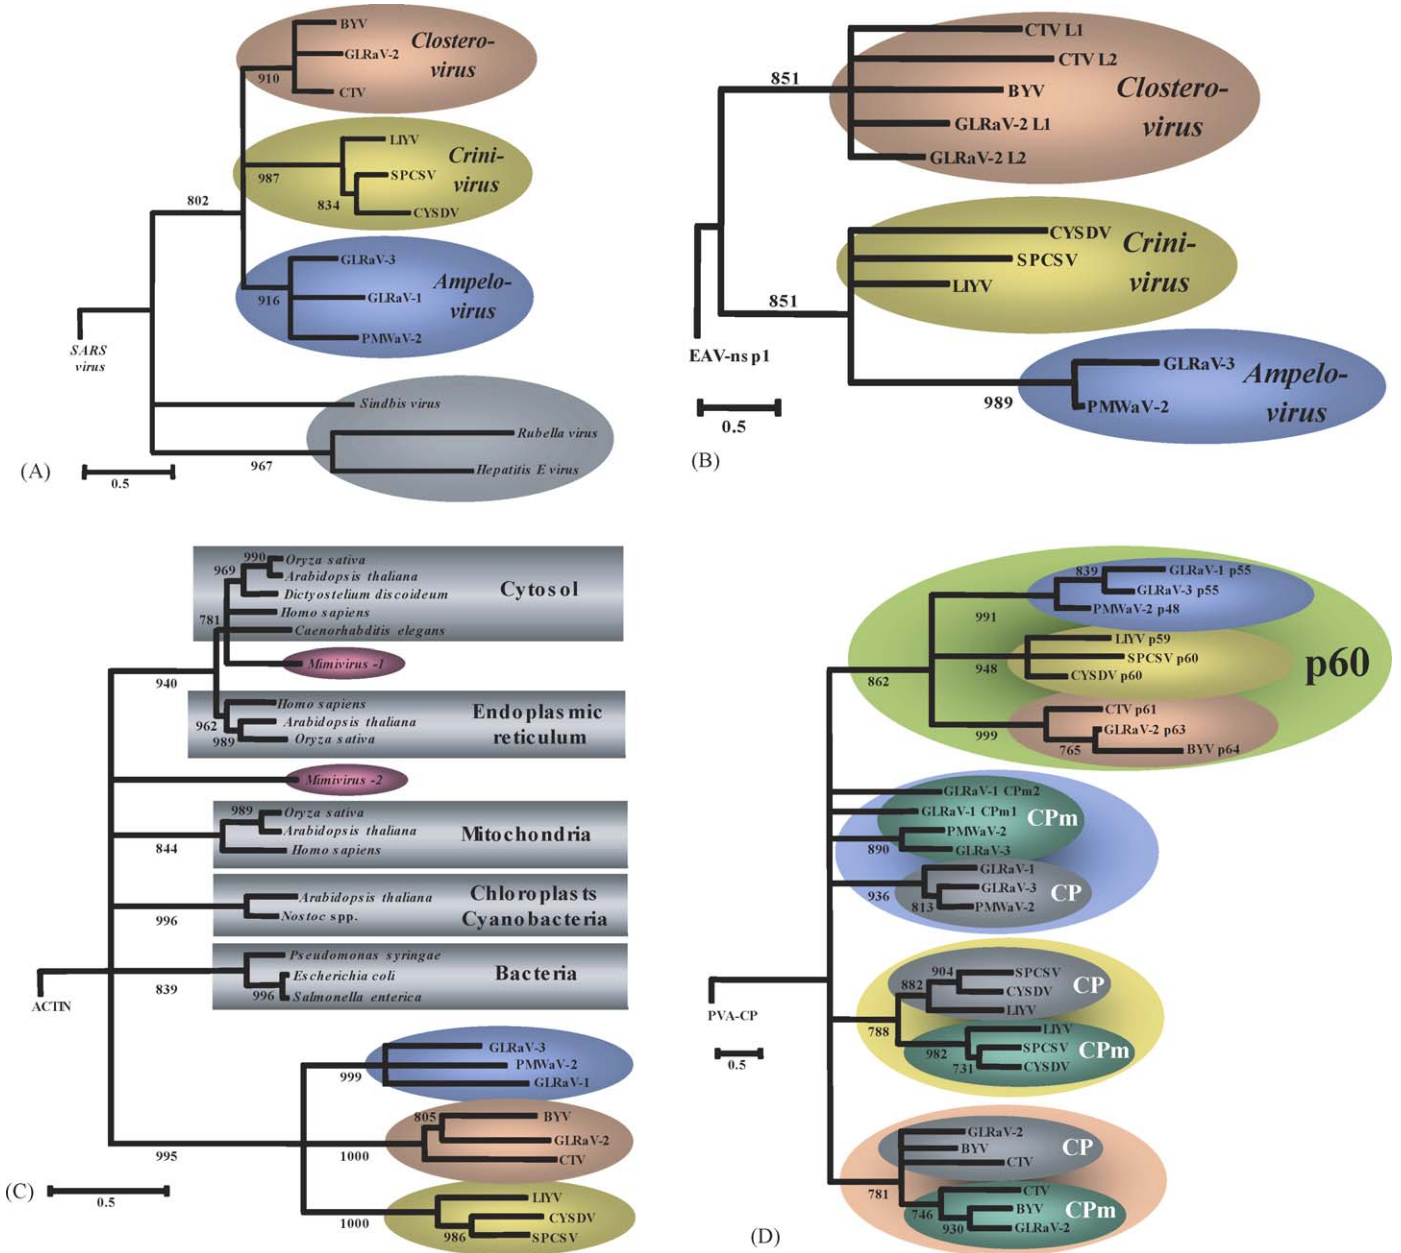 BYV
GLRaV-2
CTV
Clostero-
virus
910
LIYV
SPCSV
CYSDV
Crini-
virus
987
834
802
GLRaV-3
GLRaV-1
PMWaV-2
Ampelo-
virus
916
SARS
virus
Sindbis virus
Rubella virus
Hepatitis E virus
967
(A)
0.5
CTV L1
CTV L2
BYV
GLRaV-2 L1
GLRaV-2 L2
Clostero-
virus
851
CYSDV
SPCSV
LIYV
Crini-
virus
851
EAV-nsp1
GLRaV-3
PMWaV-2
Ampelo-
virus
989
0.5
(B)
990
Oryza sativa
969
Arabidopsis thaliana
Dictyostelium discoideum
Cytosol
Homo sapiens
781
Caenorhabditis elegans
Mimivirus -1
940
Homo sapiens
Arabidopsis thaliana
Oryza sativa
962
989
Endoplasmic
reticulum
Mimivirus -2
989
Oryza sativa
Arabidopsis thaliana
Homo sapiens
844
Mitochondria
Arabidopsis thaliana
Nostoc spp.
996
Chloroplasts
Cyanobacteria
Pseudomonas syringae
Escherichia coli
Salmonella enterica
839
996
Bacteria
ACTIN
GLRaV-3
PMWaV-2
GLRaV-1
999
805
BYV
GLRaV-2
CTV
995
1000
LIYV
CYSDV
SPCSV
1000
986
(C)
0.5
839
GLRaV-1 p55
GLRaV-3 p55
PMWaV-2 p48
991
LIYV p59
SPCSV p60
CYSDV p60
948
862
p60
CTV p61
GLRaV-2 p63
BYV p64
999
765
GLRaV-1 CPm2
GLRaV-1 CPm1
PMWaV-2
GLRaV-3
CPm
890
GLRaV-1
GLRaV-3
PMWaV-2
CP
936
813
904
SPCSV
882
CYSDV
LIYV
CP
788
LIYV
SPCSV
CYSDV
CPm
982
731
PVA-CP
0.5
GLRaV-2
BYV
CTV
CP
781
CTV
BYV
GLRaV-2
CPm
746
930
(D)